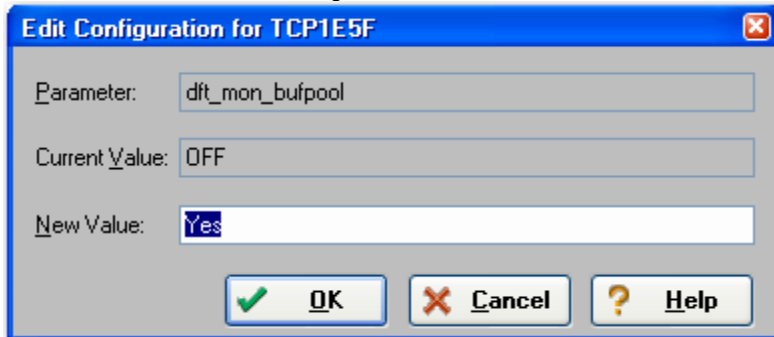 Edit Configuration for TCP1E5F
Parameter: dft_mon_bufpool
Current Value: OFF
New Value: Yes
OK Cancel ? Help